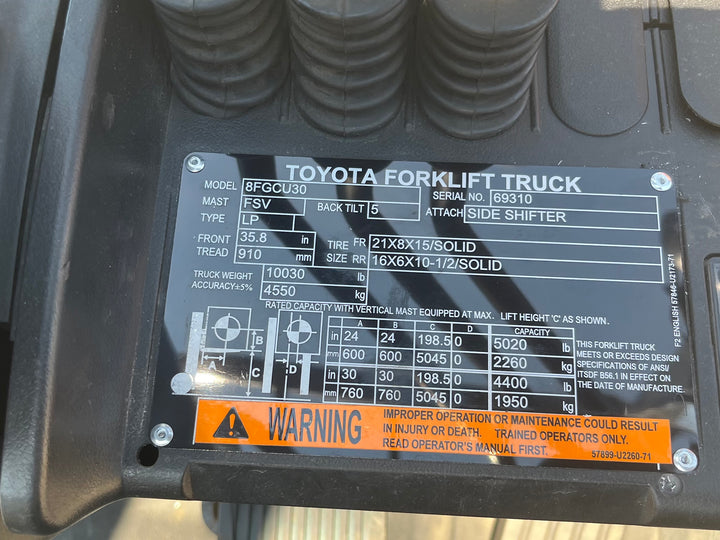 TOYOTA FORKLIFT TRUCK
MODEL 8FGCU30 SERIAL NO. 69310
MAST FSV BACK TILT 5 ATTACH SIDE SHIFTER
TYPE LP
FRONT TREAD 35.8 in 910 mm
TIRE SIZE FR 21X8X15/SOLID
RR 16X6X10-1/2/SOLID
TRUCK WEIGHT 10030 lb
ACCURACY±5% 4550 kg
RATED CAPACITY WITH VERTICAL MAST EQUIPPED AT MAX. LIFT HEIGHT 'C' AS SHOWN.
A B C D CAPACITY
in 24 24 198.5 0 5020 lb
mm 600 600 5045 0 2260 kg
in 30 30 198.5 0 4400 lb
mm 760 760 5045 0 1950 kg
A B C D
THIS FORKLIFT TRUCK
MEETS OR EXCEEDS DESIGN
SPECIFICATIONS OF ANSI/
ITSDF B56.1 IN EFFECT ON
THE DATE OF MANUFACTURE.
F2 ENGLISH 57846-U2173-71
WARNING
IMPROPER OPERATION OR MAINTENANCE COULD RESULT
IN INJURY OR DEATH. TRAINED OPERATORS ONLY.
READ OPERATOR'S MANUAL FIRST.
57899-U2260-71